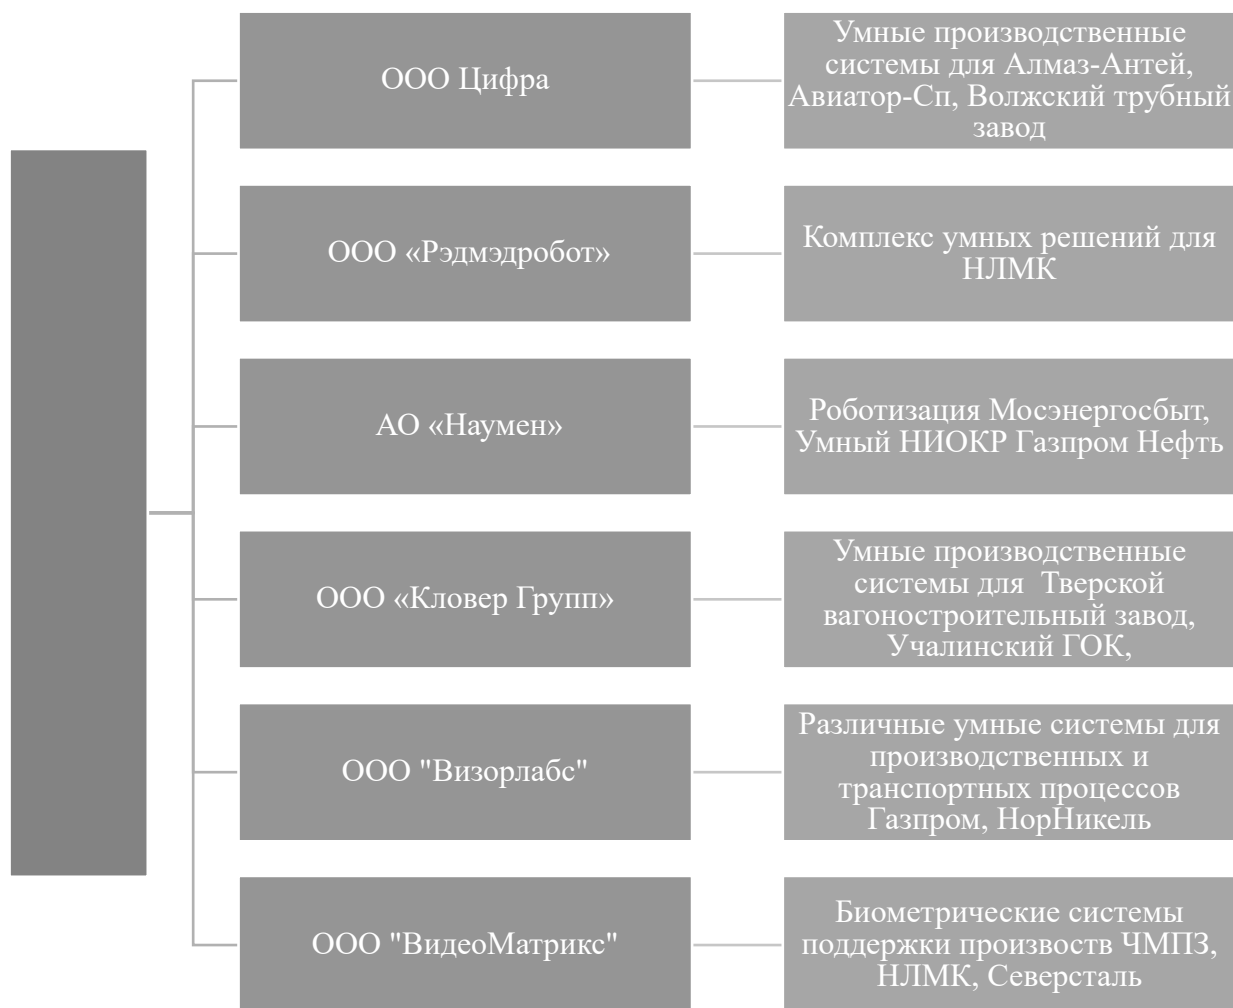 ООО Цифра
Умные производственные
системы для Алмаз-Антей,
Авиатор-Сп, Волжский трубный
завод
ООО «Рэдмэдробот»
Комплекс умных решений для
НЛМК
АО «Наумен»
Роботизация Мосэнергосбыт,
Умный НИОКР Газпром Нефть
ООО «Кловер Групп»
Умные производственные
системы для  Тверской
вагоностроительный завод,
Учалинский ГОК,
ООО "Визорлабс"
Различные умные системы для
производственных и
транспортных процессов
Газпром, НорНикель
ООО "ВидеоМатрикс"
Биометрические системы
поддержки произвоств ЧМПЗ,
НЛМК, Северсталь